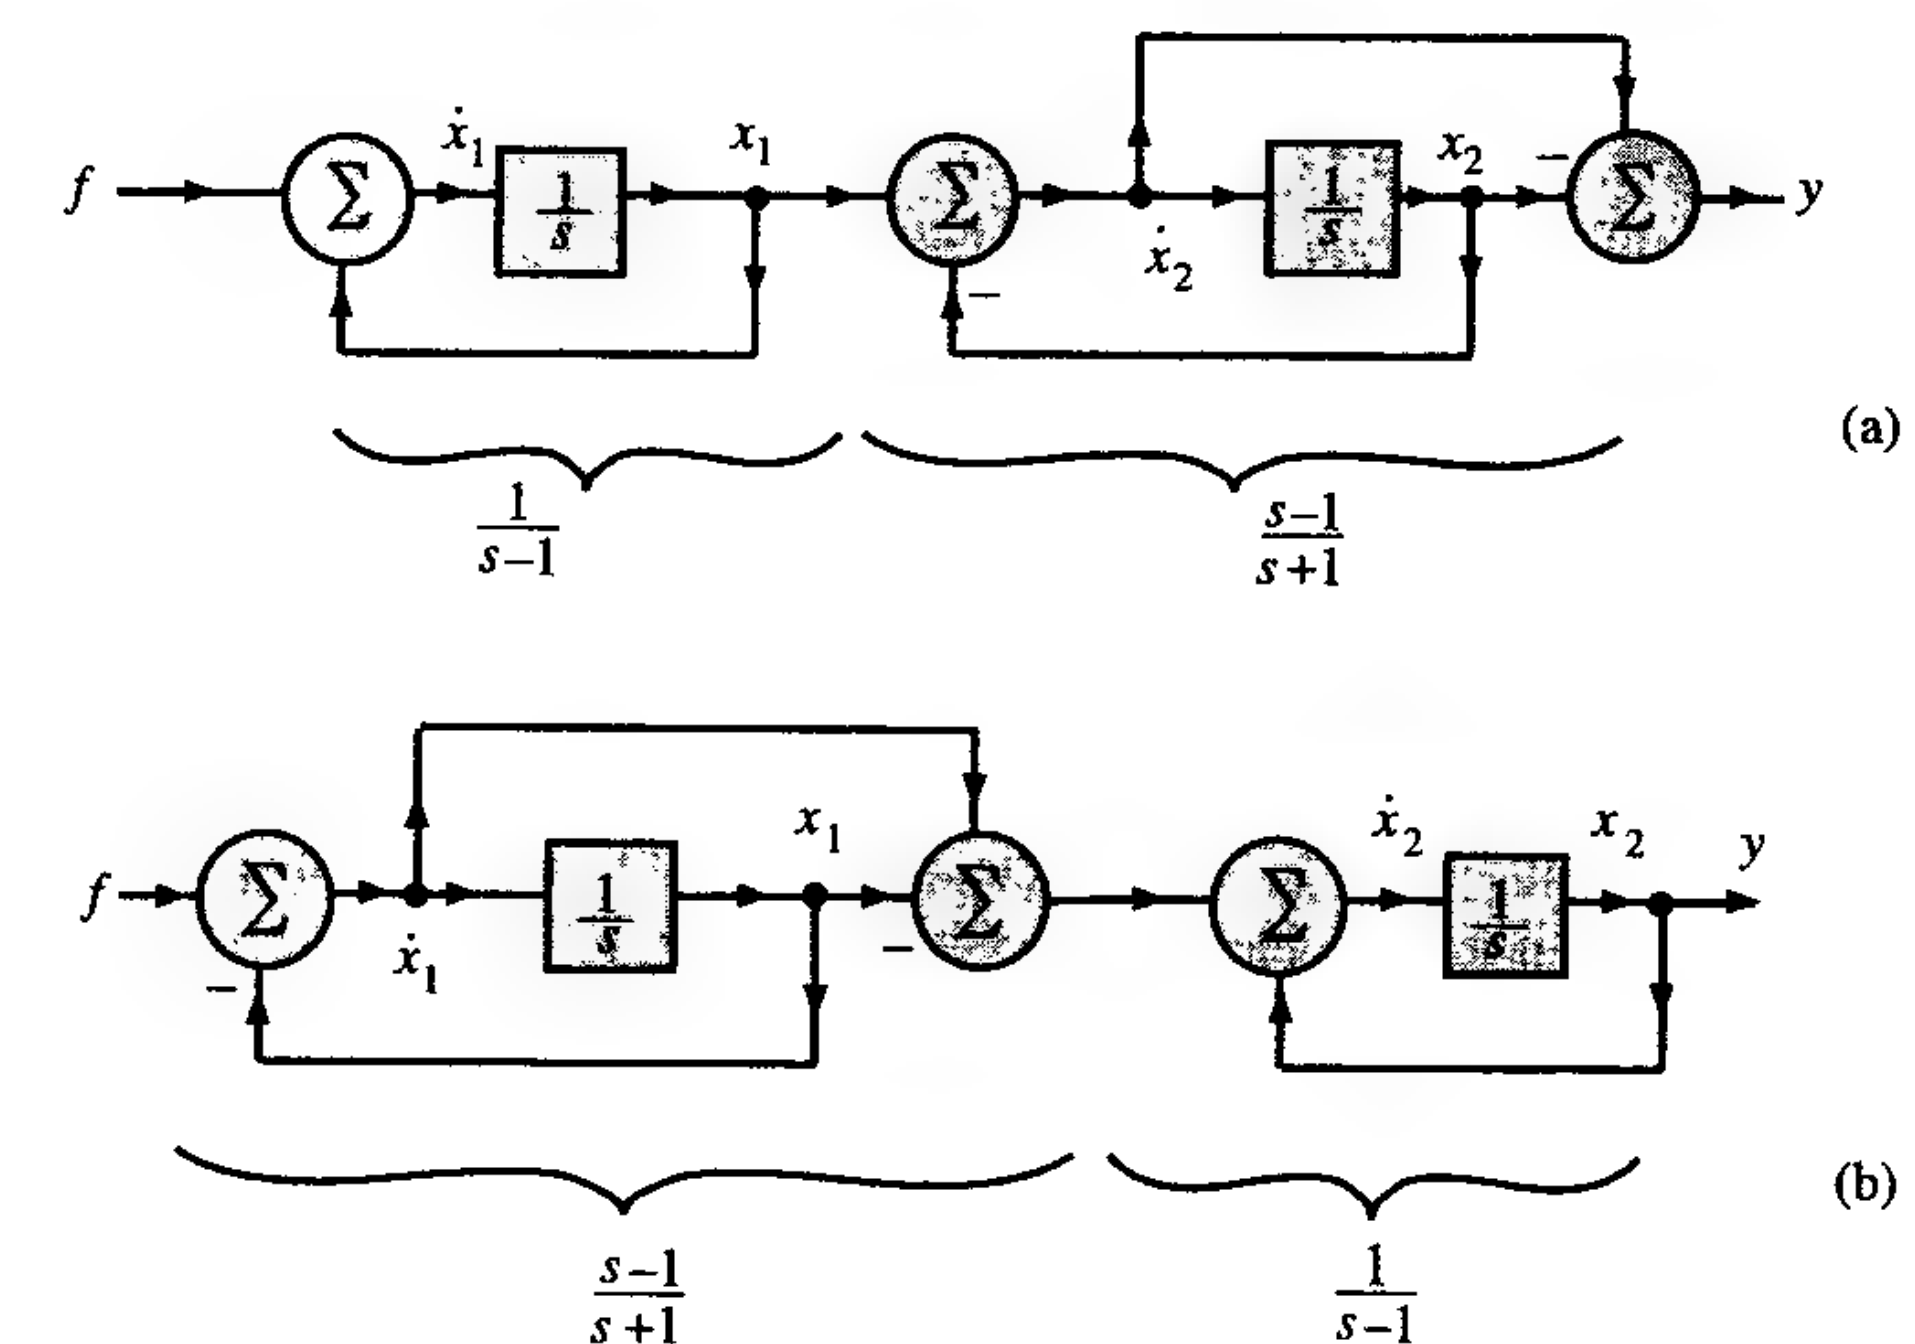 f Σ ẋ₁ 1/s x₁ Σ ẋ₂ 1/s x₂ − Σ y
−
(a)
1/(s−1) (s−1)/(s+1)
f Σ ẋ₁ 1/s x₁ Σ Σ ẋ₂ 1/s x₂ y
− −
(b)
(s−1)/(s+1) 1/(s−1)